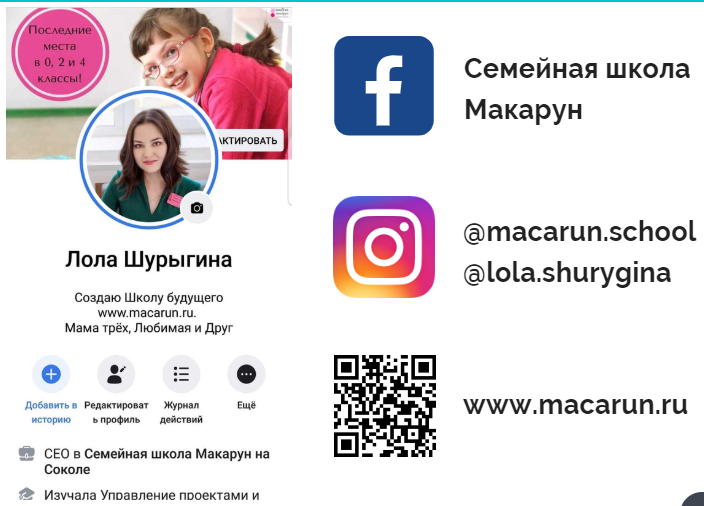 Последние
места
в 0, 2 и 4
классы!
АКТИРОВАТЬ
Лола Шурыгина
Создаю Школу будущего
www.macarun.ru.
Мама трёх, Любимая и Друг
Добавить в
историю
Редактироват
ь профиль
Журнал
действий
Ещё
CEO в Семейная школа Макарун на
Соколе
Изучала Управление проектами и
Семейная школа
Макарун
@macarun.school
@lola.shurygina
www.macarun.ru